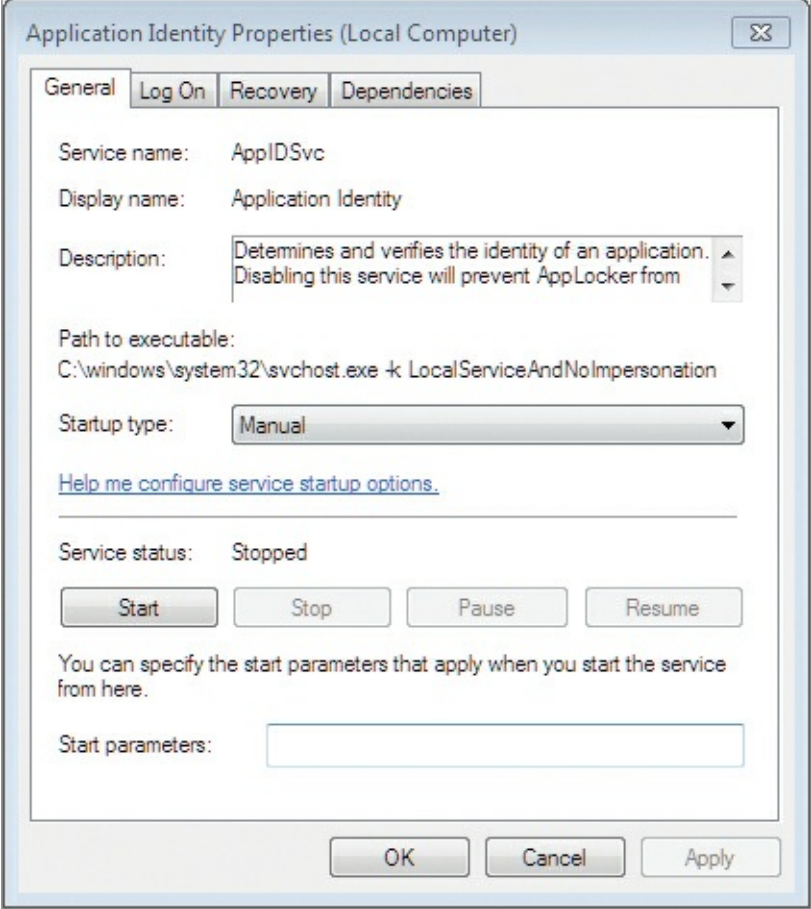 Application Identity Properties (Local Computer)
General Log On Recovery Dependencies
Service name: AppIDSvc
Display name: Application Identity
Description: Determines and verifies the identity of an application.
Disabling this service will prevent AppLocker from
Path to executable:
C:\windows\system32\svchost.exe -k LocalServiceAndNoImpersonation
Startup type: Manual
Help me configure service startup options.
Service status: Stopped
Start Stop Pause Resume
You can specify the start parameters that apply when you start the service
from here.
Start parameters:
OK Cancel Apply